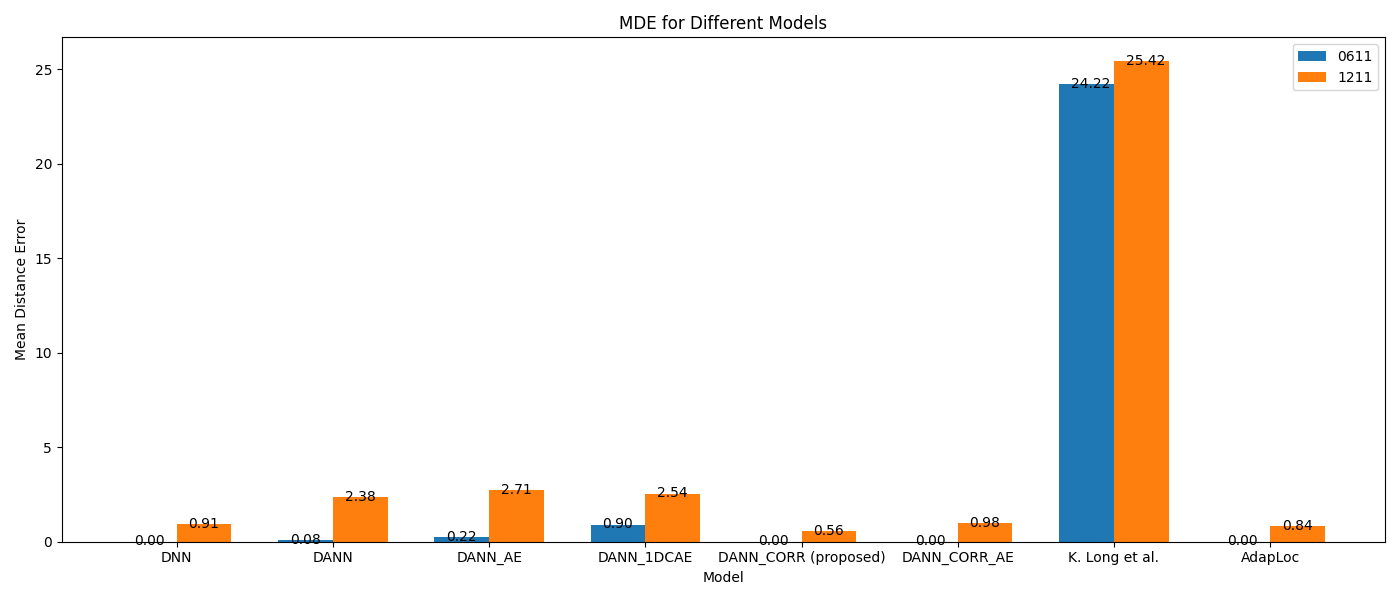 MDE for Different Models
0611
1211
Mean Distance Error
25
20
15
10
5
0
0.00
0.91
0.08
2.38
0.22
2.71
0.90
2.54
0.00
0.56
0.00
0.98
24.22
25.42
0.00
0.84
DNN
DANN
DANN_AE
DANN_1DCAE
DANN_CORR (proposed)
DANN_CORR_AE
K. Long et al.
AdapLoc
Model